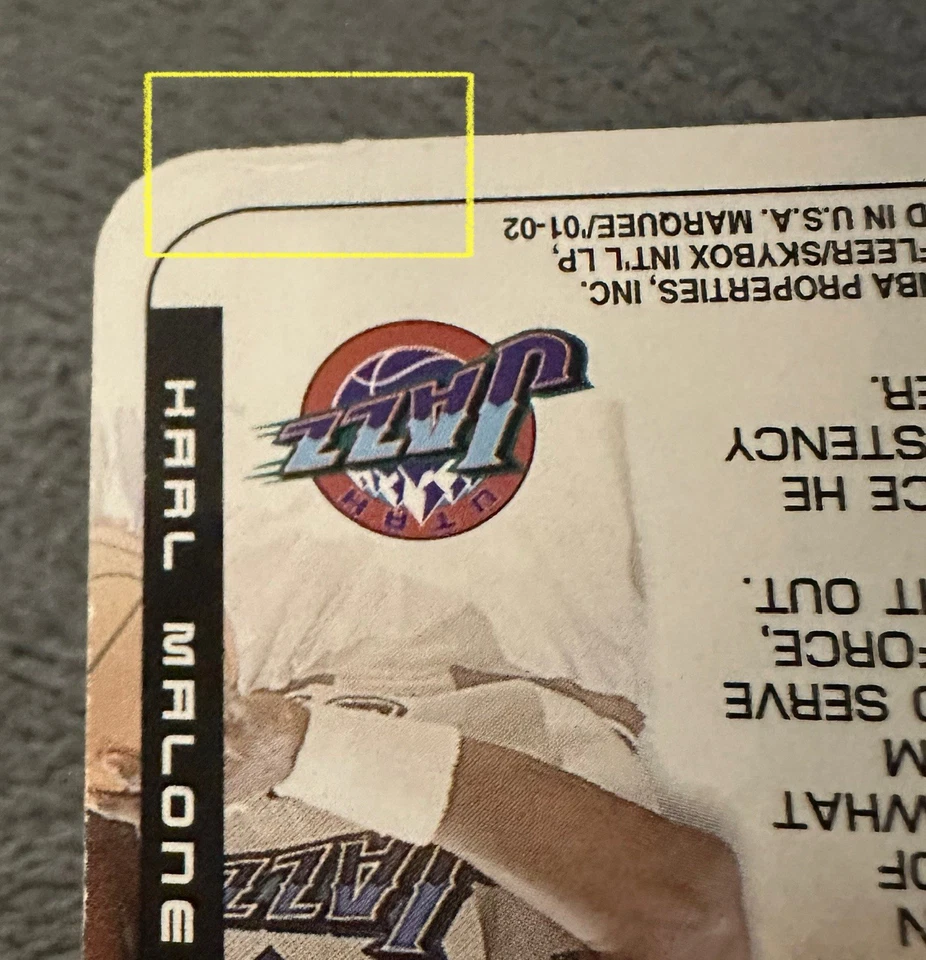 KARL MALONE
JAZZ
N
OF
WHAT
M
O SERVE
FORCE,
IT OUT.
CE HE
STENCY
ER.
UTAH
JAZZ
NBA PROPERTIES, INC.
FLEER/SKYBOX INT'L LP,
D IN U.S.A. MARQUEE/'01-02